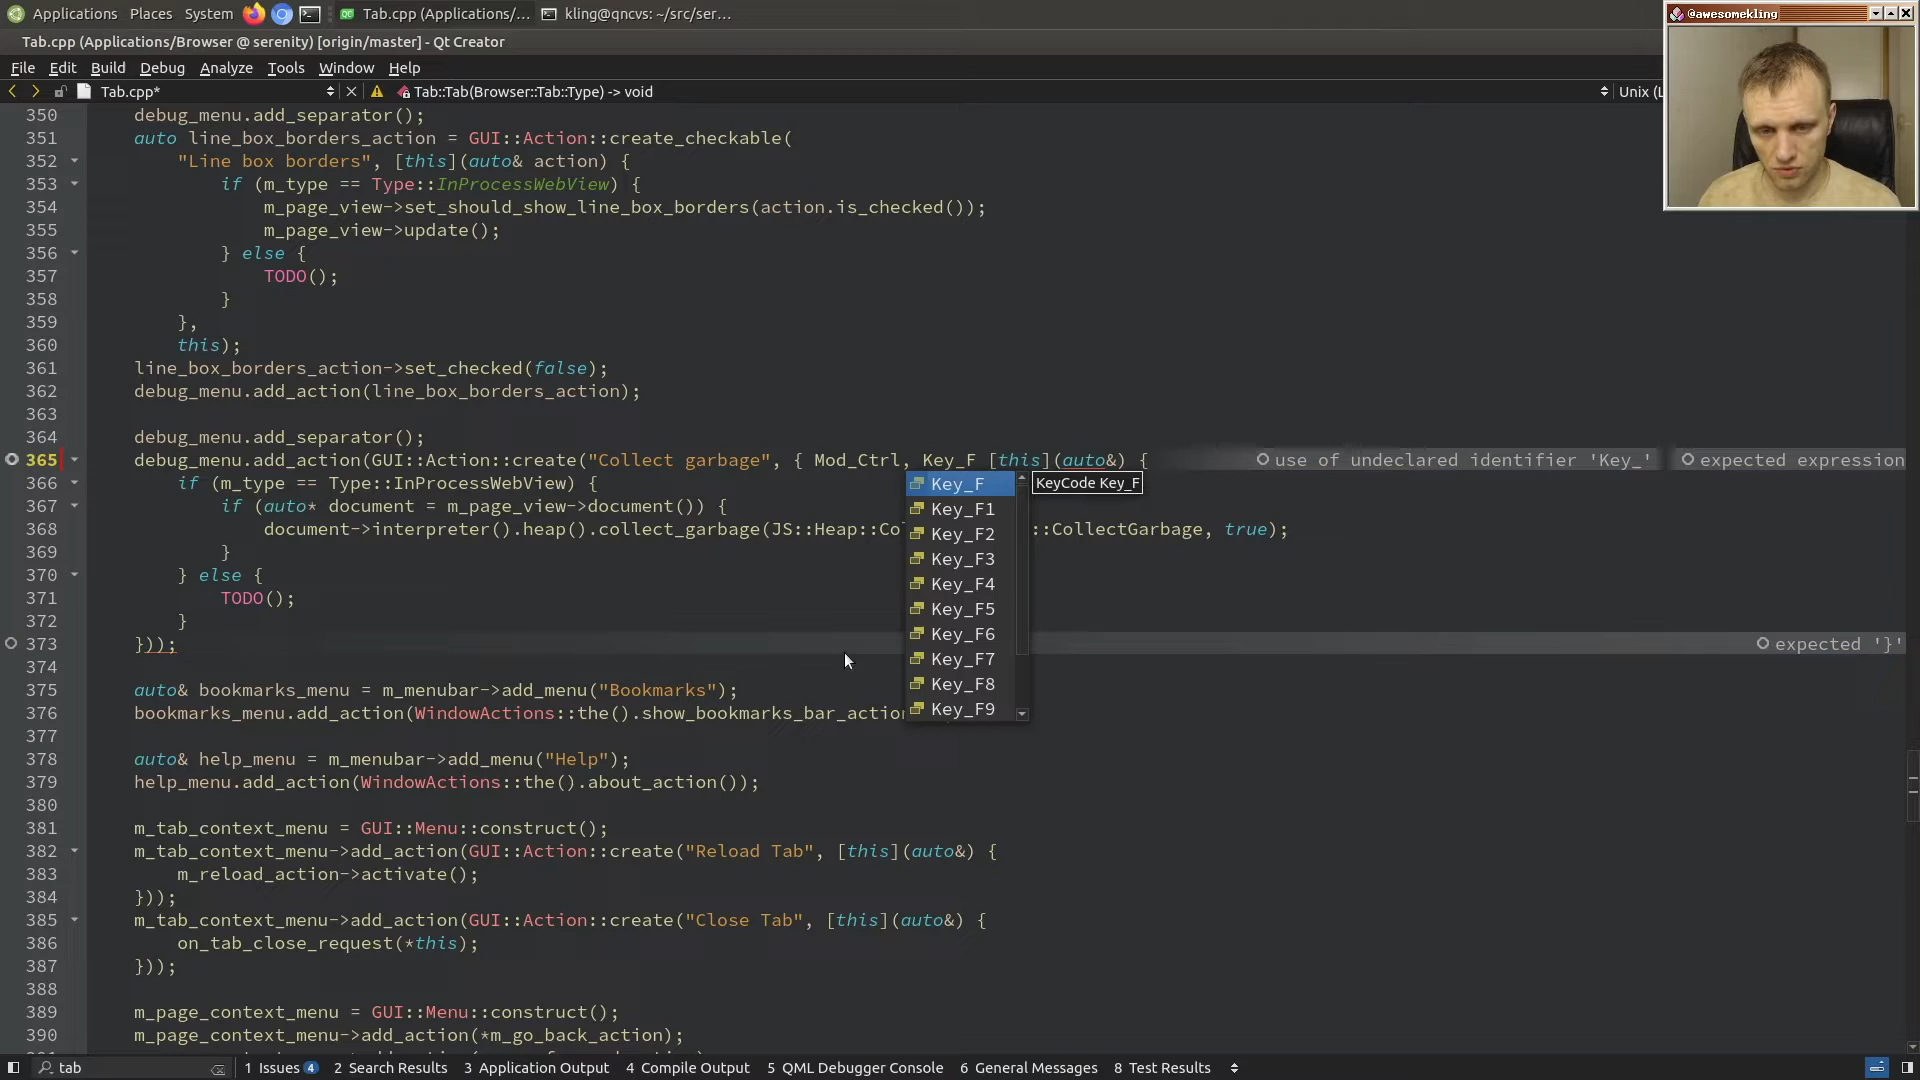 Applications Places System Tab.cpp (Applications/... kling@qncvs: ~/src/ser...
@awesomekling
Tab.cpp (Applications/Browser @ serenity) [origin/master] - Qt Creator
File Edit Build Debug Analyze Tools Window Help
Tab.cpp* Tab::Tab(Browser::Tab::Type) -> void Unix (L
350 debug_menu.add_separator();
351 auto line_box_borders_action = GUI::Action::create_checkable(
352 "Line box borders", [this](auto& action) {
353 if (m_type == Type::InProcessWebView) {
354 m_page_view->set_should_show_line_box_borders(action.is_checked());
355 m_page_view->update();
356 } else {
357 TODO();
358 }
359 },
360 this);
361 line_box_borders_action->set_checked(false);
362 debug_menu.add_action(line_box_borders_action);
363
364 debug_menu.add_separator();
365 debug_menu.add_action(GUI::Action::create("Collect garbage", { Mod_Ctrl, Key_F [this](auto&) { use of undeclared identifier 'Key_' expected expression
366 if (m_type == Type::InProcessWebView) { Key_F KeyCode Key_F
367 if (auto* document = m_page_view->document()) { Key_F1
368 document->interpreter().heap().collect_garbage(JS::Heap::Co Key_F2 ::CollectGarbage, true);
369 } Key_F3
370 } else { Key_F4
371 TODO(); Key_F5
372 } Key_F6
373 })); Key_F7 expected '}'
374 Key_F8
375 auto& bookmarks_menu = m_menubar->add_menu("Bookmarks");
376 bookmarks_menu.add_action(WindowActions::the().show_bookmarks_bar_action Key_F9
377
378 auto& help_menu = m_menubar->add_menu("Help");
379 help_menu.add_action(WindowActions::the().about_action());
380
381 m_tab_context_menu = GUI::Menu::construct();
382 m_tab_context_menu->add_action(GUI::Action::create("Reload Tab", [this](auto&) {
383 m_reload_action->activate();
384 }));
385 m_tab_context_menu->add_action(GUI::Action::create("Close Tab", [this](auto&) {
386 on_tab_close_request(*this);
387 }));
388
389 m_page_context_menu = GUI::Menu::construct();
390 m_page_context_menu->add_action(*m_go_back_action);
tab 1 Issues 4 2 Search Results 3 Application Output 4 Compile Output 5 QML Debugger Console 6 General Messages 8 Test Results